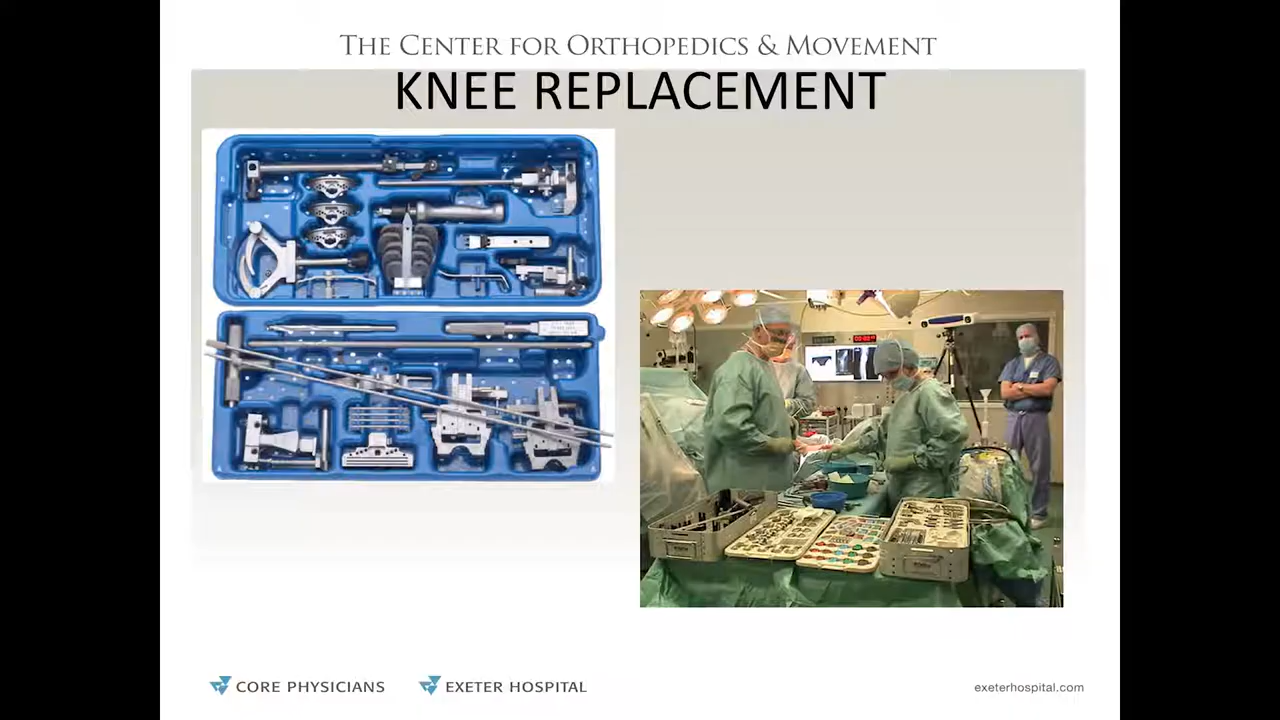 THE CENTER FOR ORTHOPEDICS & MOVEMENT
KNEE REPLACEMENT
CORE PHYSICIANS
EXETER HOSPITAL
exeterhospital.com